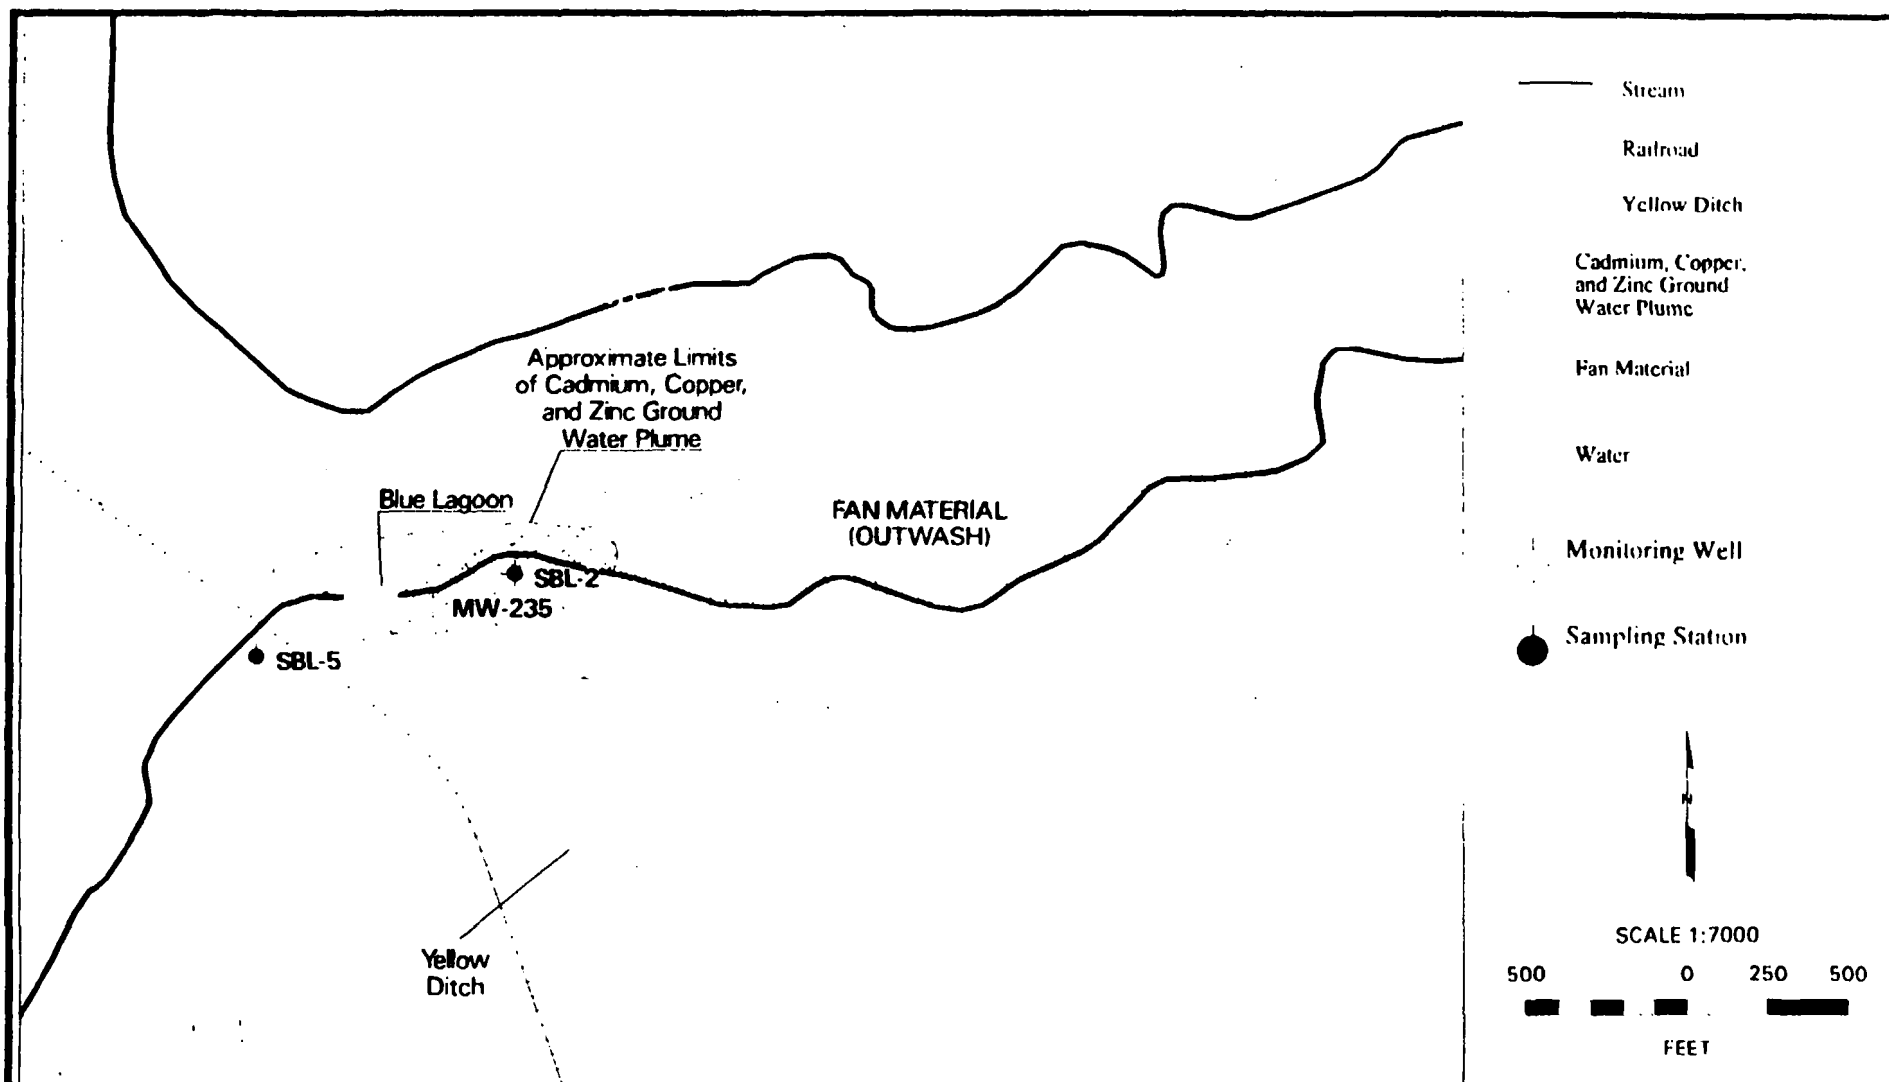 Stream
Railroad
Yellow Ditch
Cadmium, Copper,
and Zinc Ground
Water Plume
Fan Material
Water
Monitoring Well
Sampling Station
Approximate Limits
of Cadmium, Copper,
and Zinc Ground
Water Plume
Blue Lagoon
FAN MATERIAL
(OUTWASH)
SBL-2
MW-235
SBL-5
Yellow
Ditch
N
SCALE 1:7000
500 0 250 500
FEET